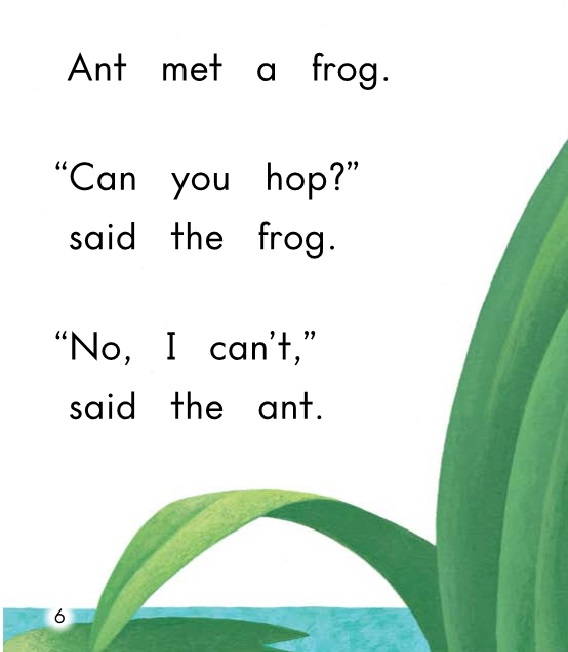 Ant met a frog.
“Can you hop?”
said the frog.
“No, I can’t,”
said the ant.
6